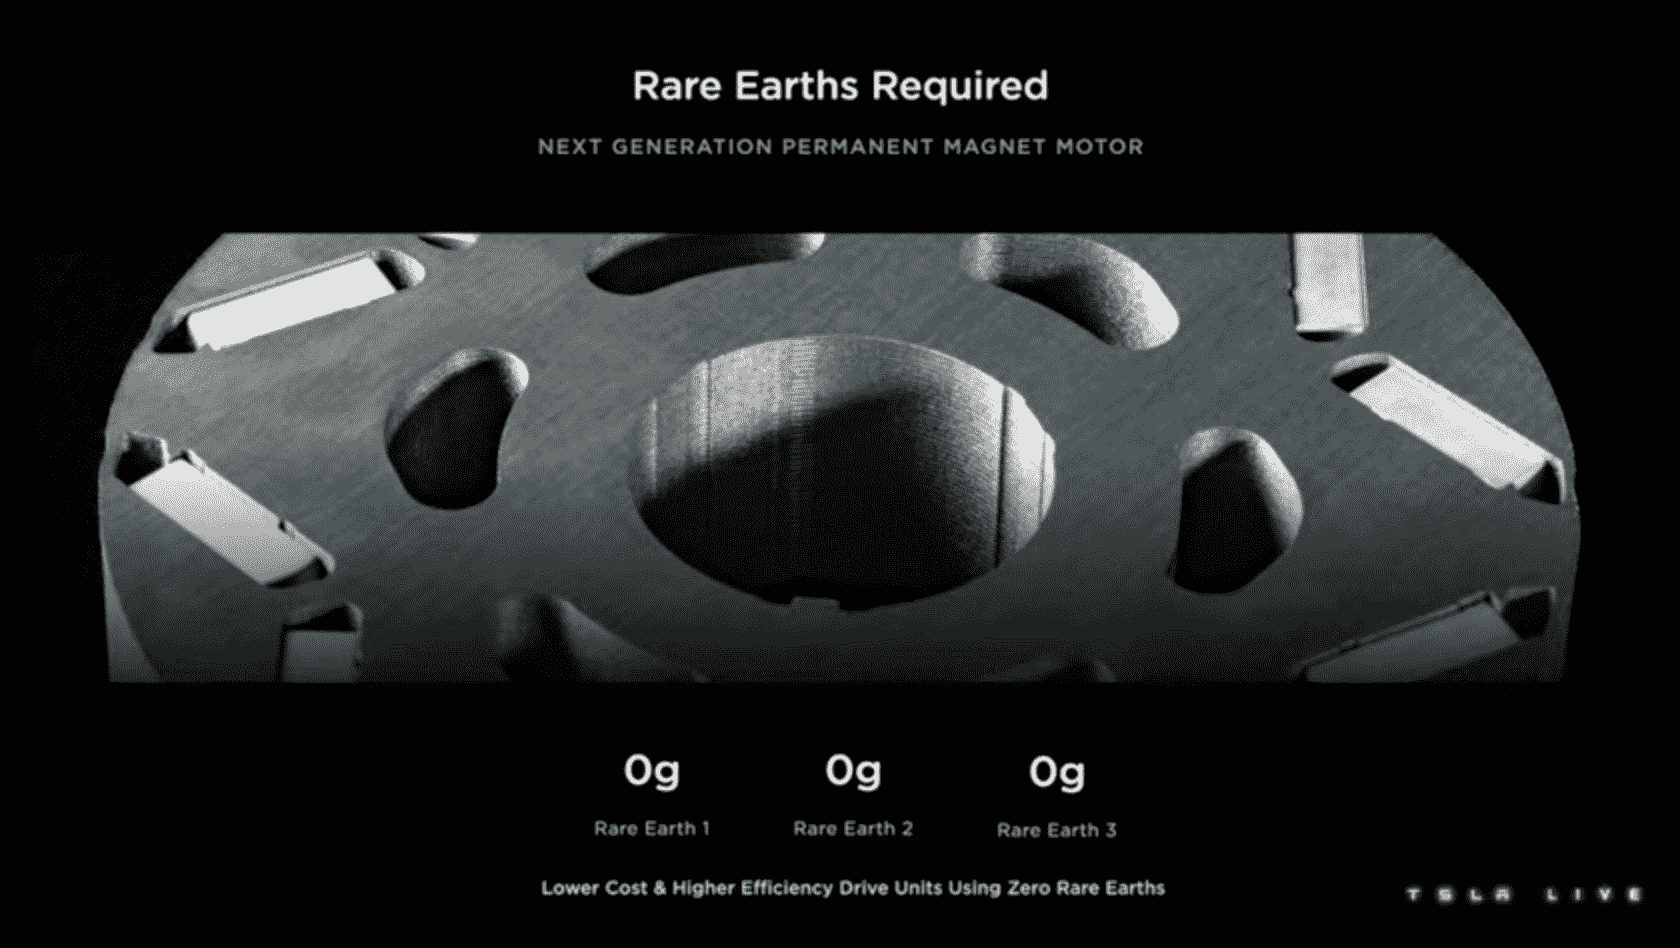 Rare Earths Required
NEXT GENERATION PERMANENT MAGNET MOTOR
0g 0g 0g
Rare Earth 1 Rare Earth 2 Rare Earth 3
Lower Cost & Higher Efficiency Drive Units Using Zero Rare Earths
TSLA LIVE